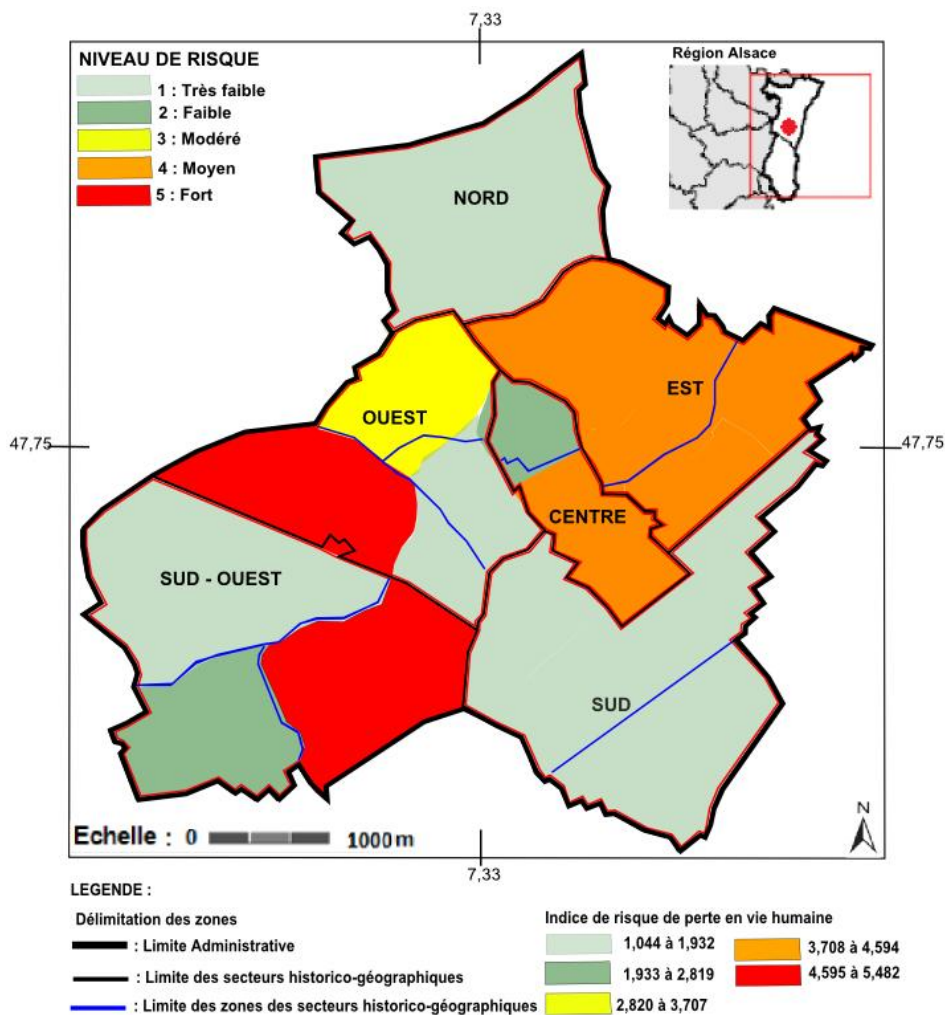 7,33
NIVEAU DE RISQUE
1 : Très faible
2 : Faible
3 : Modéré
4 : Moyen
5 : Fort
Région Alsace
NORD
OUEST
EST
47,75
47,75
CENTRE
SUD - OUEST
SUD
N
Echelle : 0 1000 m
7,33
LEGENDE :
Délimitation des zones
: Limite Administrative
: Limite des secteurs historico-géographiques
: Limite des zones des secteurs historico-géographiques
Indice de risque de perte en vie humaine
1,044 à 1,932
1,933 à 2,819
2,820 à 3,707
3,708 à 4,594
4,595 à 5,482